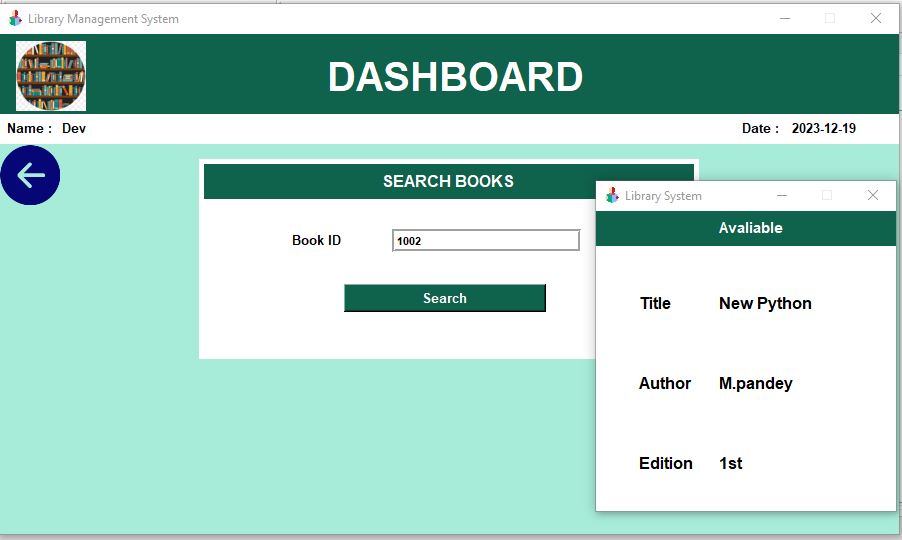 Library Management System
DASHBOARD
Name : Dev
Date : 2023-12-19
SEARCH BOOKS
Book ID 1002
Search
Library System
Avaliable
Title New Python
Author M.pandey
Edition 1st